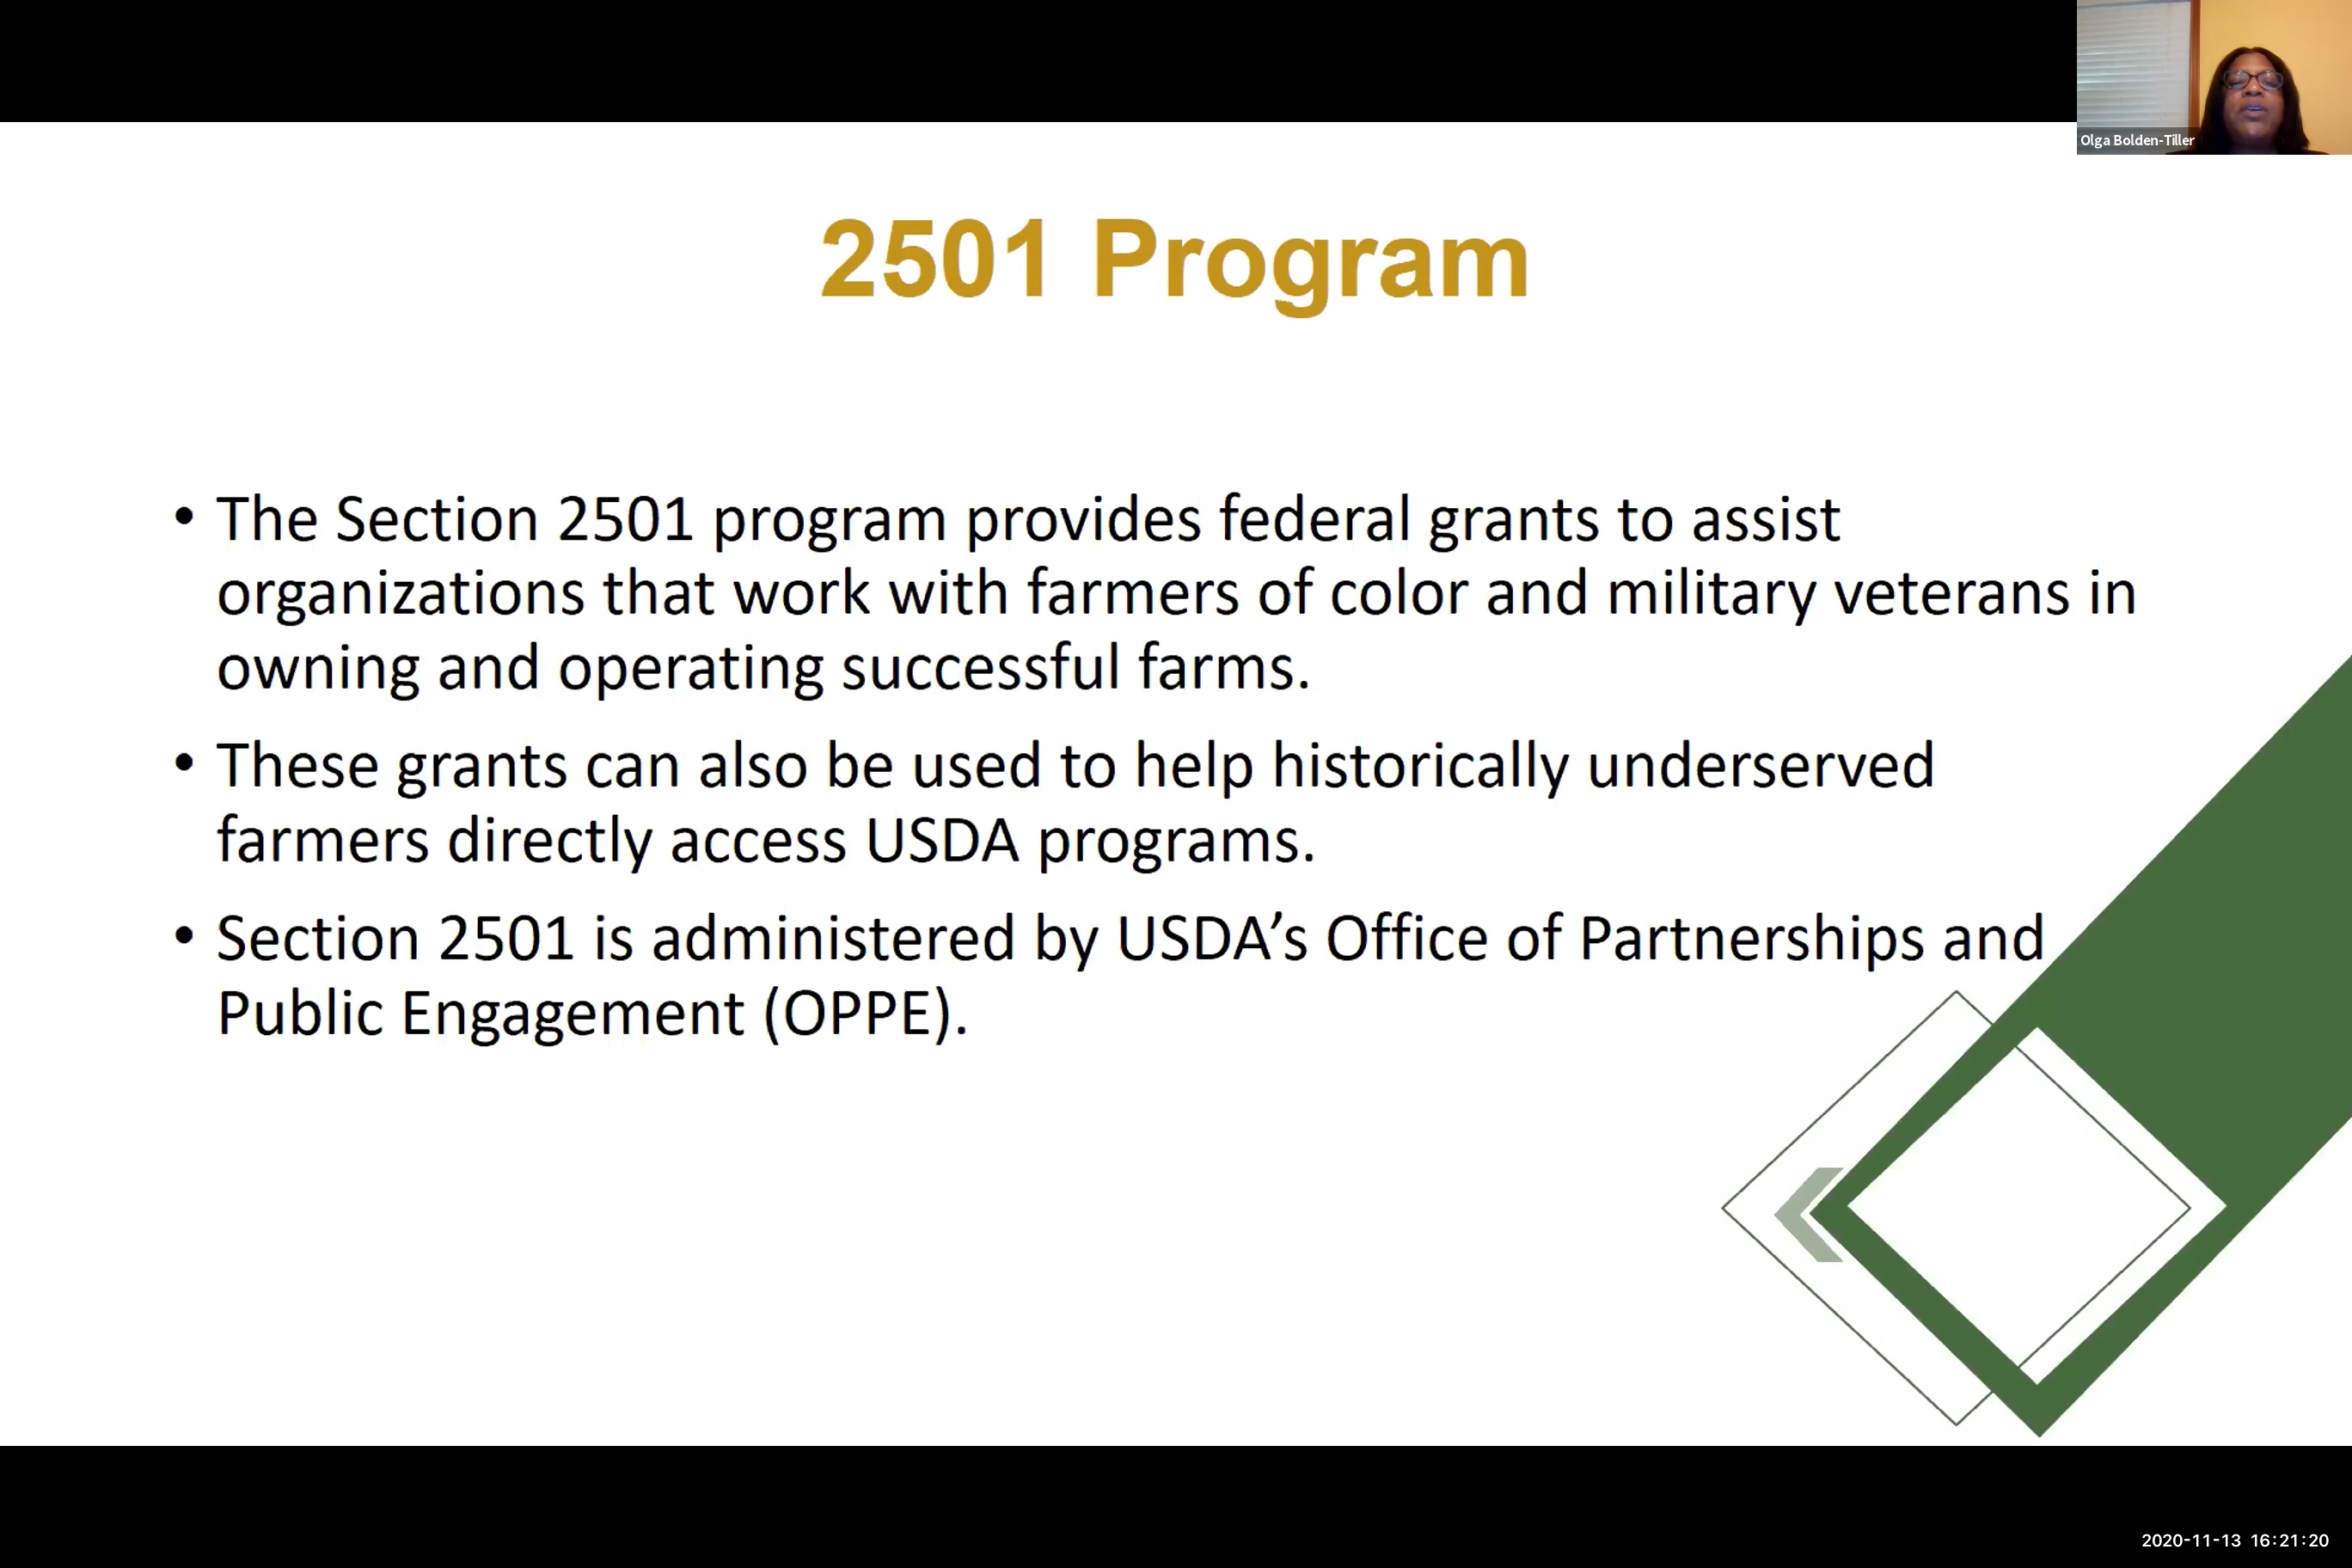 Olga Bolden-Tiller
2501 Program
• The Section 2501 program provides federal grants to assist
organizations that work with farmers of color and military veterans in
owning and operating successful farms.
• These grants can also be used to help historically underserved
farmers directly access USDA programs.
• Section 2501 is administered by USDA’s Office of Partnerships and
Public Engagement (OPPE).
2020-11-13 16:21:20